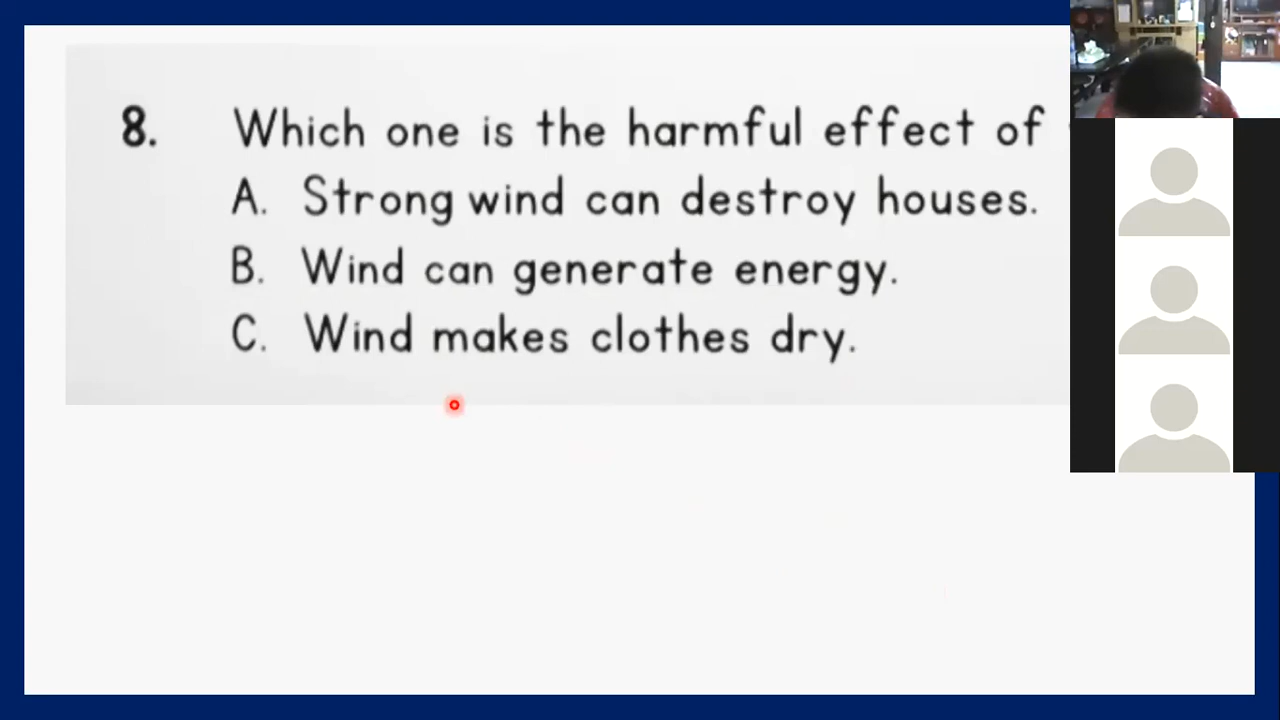 8. Which one is the harmful effect of
A. Strong wind can destroy houses.
B. Wind can generate energy.
C. Wind makes clothes dry.